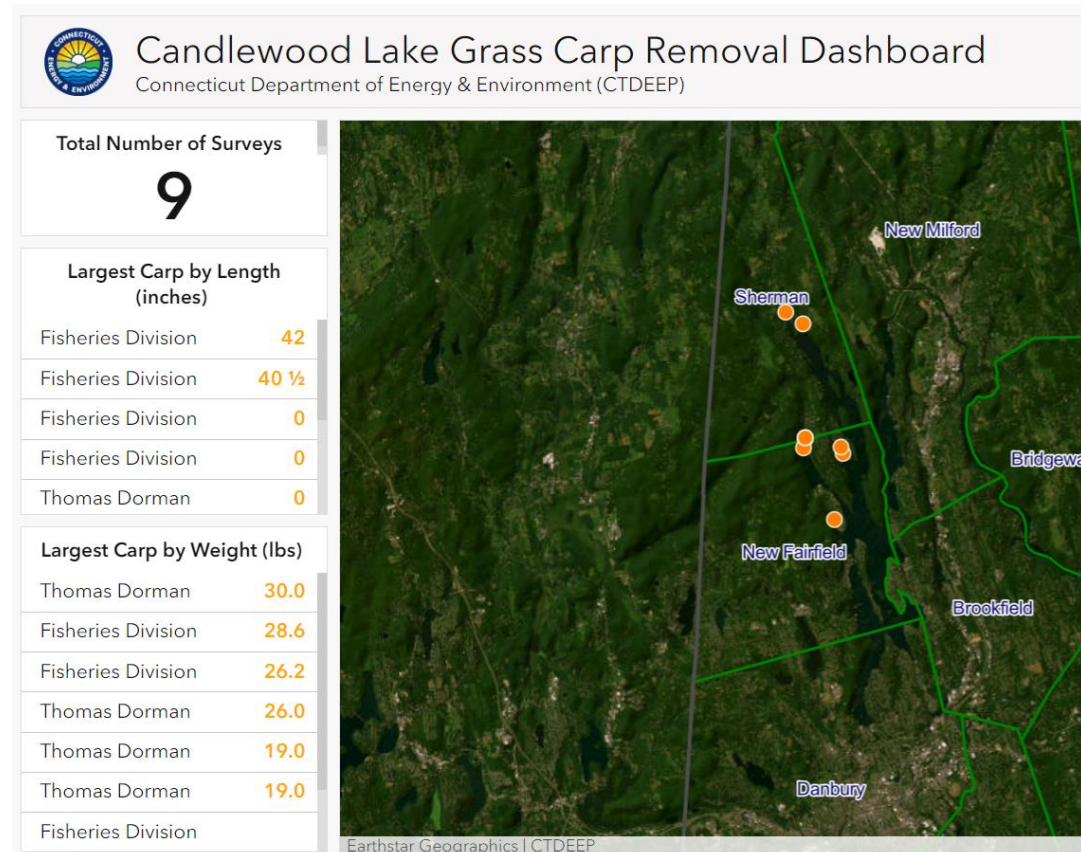 CONNECTICUT
ENERGY & ENVIRONMENT
Candlewood Lake Grass Carp Removal Dashboard
Connecticut Department of Energy & Environment (CTDEEP)
Total Number of Surveys
9
Largest Carp by Length
(inches)
Fisheries Division 42
Fisheries Division 40 ½
Fisheries Division 0
Fisheries Division 0
Thomas Dorman 0
Largest Carp by Weight (lbs)
Thomas Dorman 30.0
Fisheries Division 28.6
Fisheries Division 26.2
Thomas Dorman 26.0
Thomas Dorman 19.0
Thomas Dorman 19.0
Fisheries Division
New Milford
Sherman
Bridgewa
New Fairfield
Brookfield
Danbury
Earthstar Geographics | CTDEEP